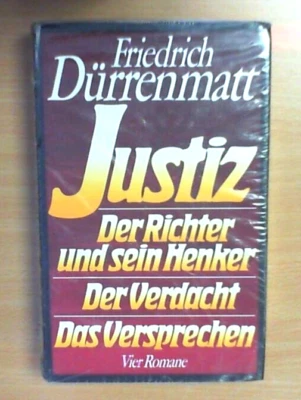 Friedrich
Dürrenmatt
Justiz
Der Richter
und sein Henker
Der Verdacht
Das Versprechen
Vier Romane